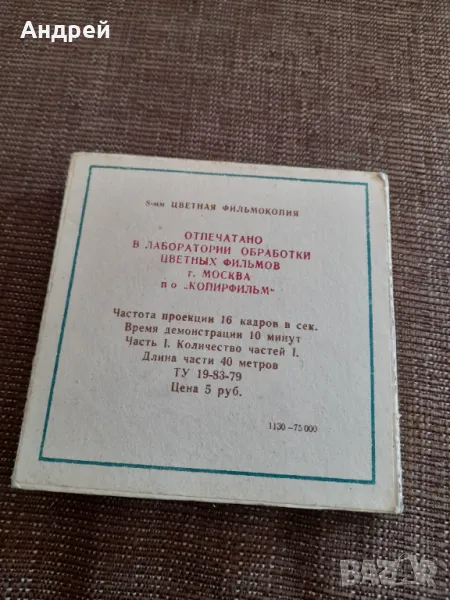 Андрей
8-мм ЦВЕТНАЯ ФИЛЬМОКОПИЯ
ОТПЕЧАТАНО
В ЛАБОРАТОРИИ ОБРАБОТКИ
ЦВЕТНЫХ ФИЛЬМОВ
г. МОСКВА
по „КОПИРФИЛЬМ“
Частота проекции 16 кадров в сек.
Время демонстрации 10 минут
Часть I. Количество частей I.
Длина части 40 метров
ТУ 19-83-79
Цена 5 руб.
1130-75 000
BAZAR